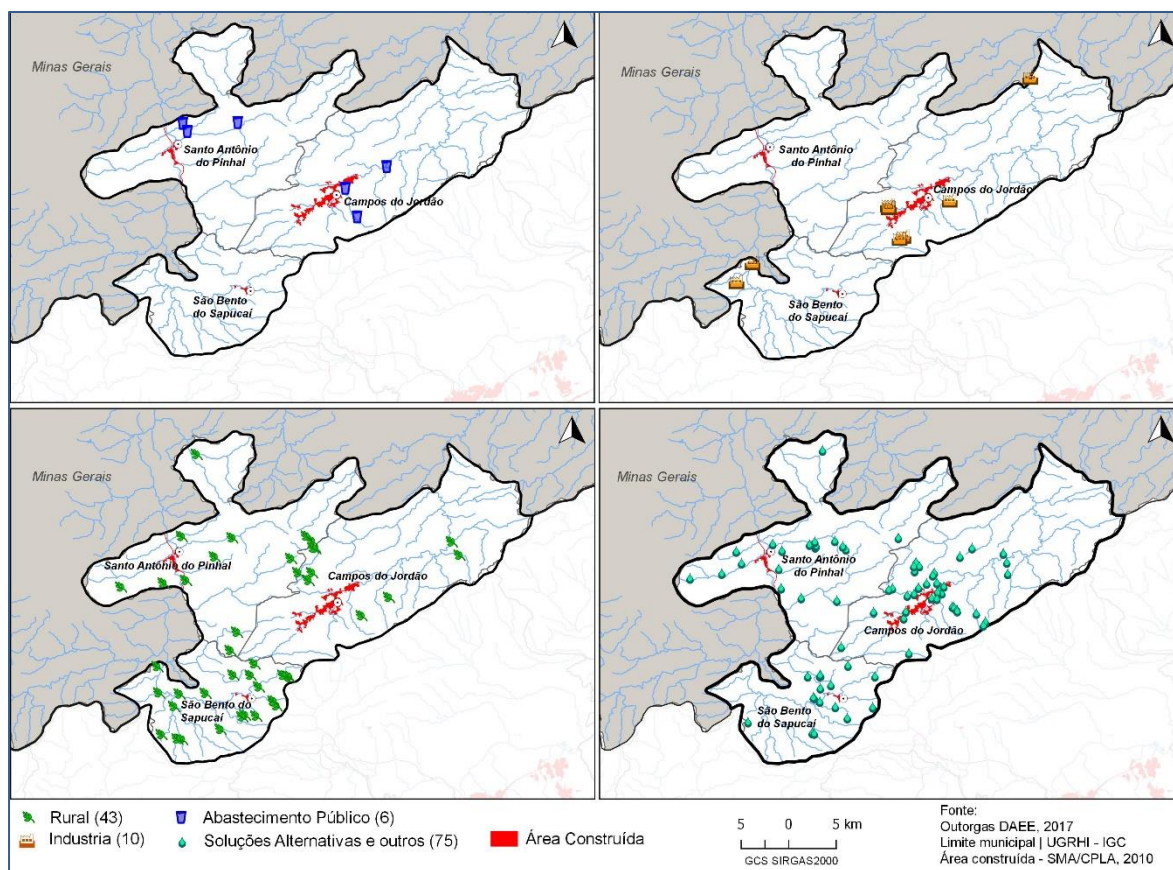 Minas Gerais
Santo Antônio
do Pinhal
Campos do Jordão
São Bento
do Sapucaí
Minas Gerais
Santo Antônio
do Pinhal
Campos do Jordão
São Bento
do Sapucaí
Minas Gerais
Santo Antônio do Pinhal
Campos do Jordão
São Bento do
Sapucaí
Minas Gerais
Santo Antônio
do Pinhal
Campos do Jordão
São Bento
do Sapucaí
Rural (43)
Abastecimento Público (6)
Industria (10)
Soluções Alternativas e outros (75)
Área Construída
5 0 5 km
GCS SIRGAS2000
Fonte:
Outorgas DAEE, 2017
Limite municipal | UGRHI - IGC
Área construída - SMA/CPLA, 2010